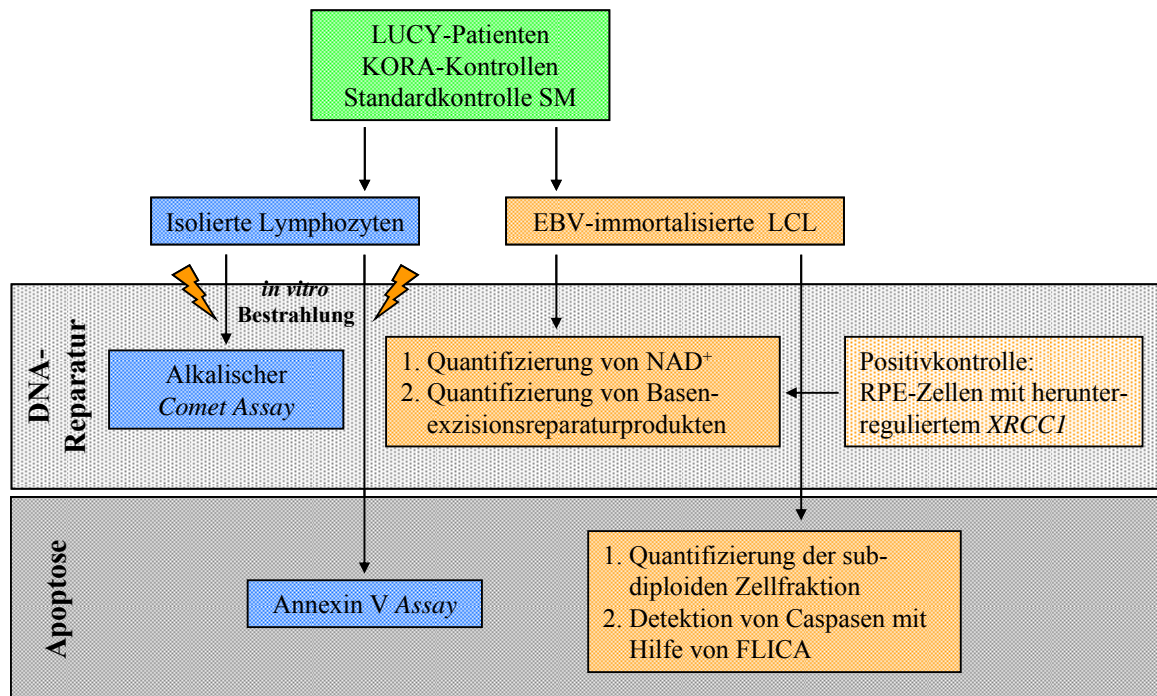 LUCY-Patienten
KORA-Kontrollen
Standardkontrolle SM
Isolierte Lymphozyten
EBV-immortalisierte LCL
in vitro
Bestrahlung
DNA-
Reparatur
Alkalischer
Comet Assay
1. Quantifizierung von NAD⁺
2. Quantifizierung von Basen-
exzisionsreparaturprodukten
Positivkontrolle:
RPE-Zellen mit herunter-
reguliertem XRCC1
Apoptose
Annexin V Assay
1. Quantifizierung der sub-
diploiden Zellfraktion
2. Detektion von Caspasen mit
Hilfe von FLICA